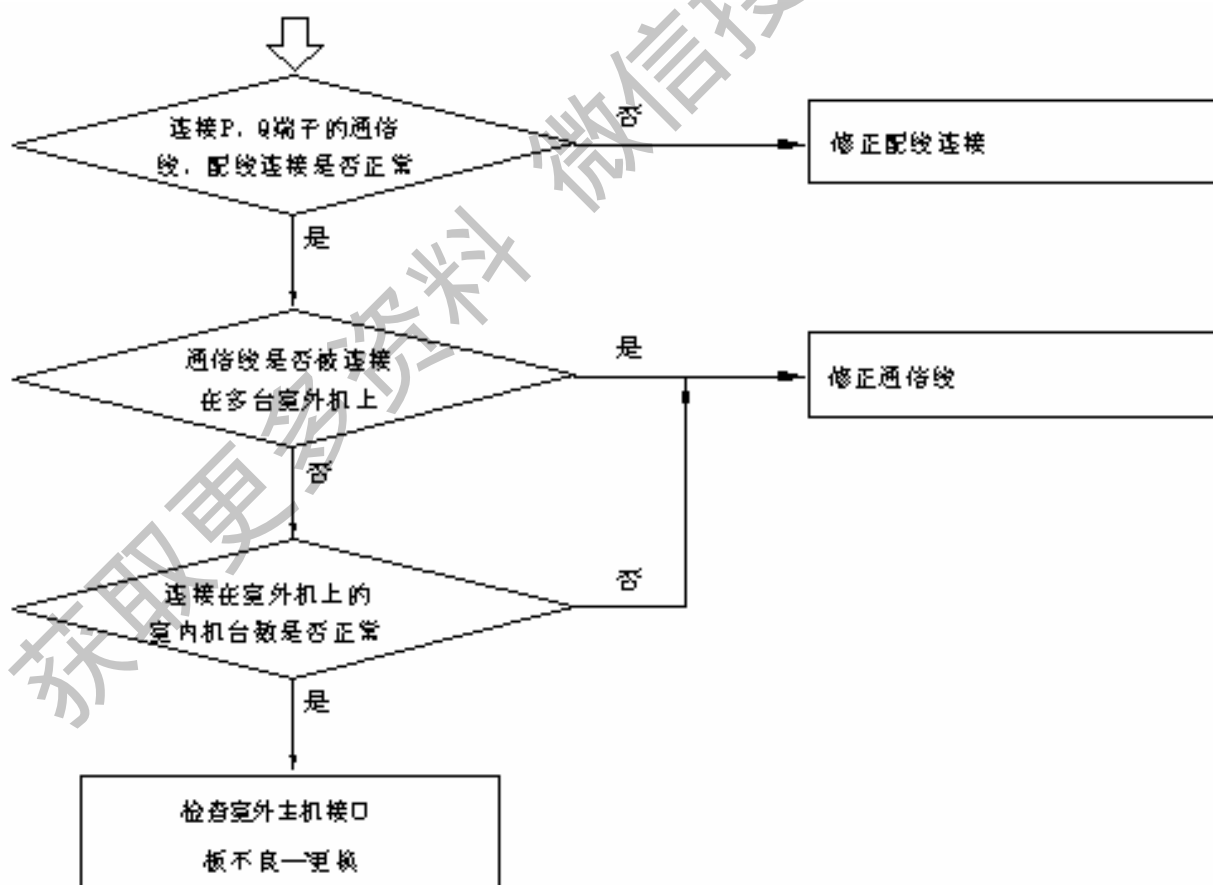 连接P. Q端子的通信
线. 配线连接是否正常
否
修正配线连接
是
通信线是否被连接
在多台室外机上
是
修正通信线
否
连接在室外机上的
室内机台数是否正常
否
是
检查室外主机接口
板不良—更换
获取更多资料 微信搜